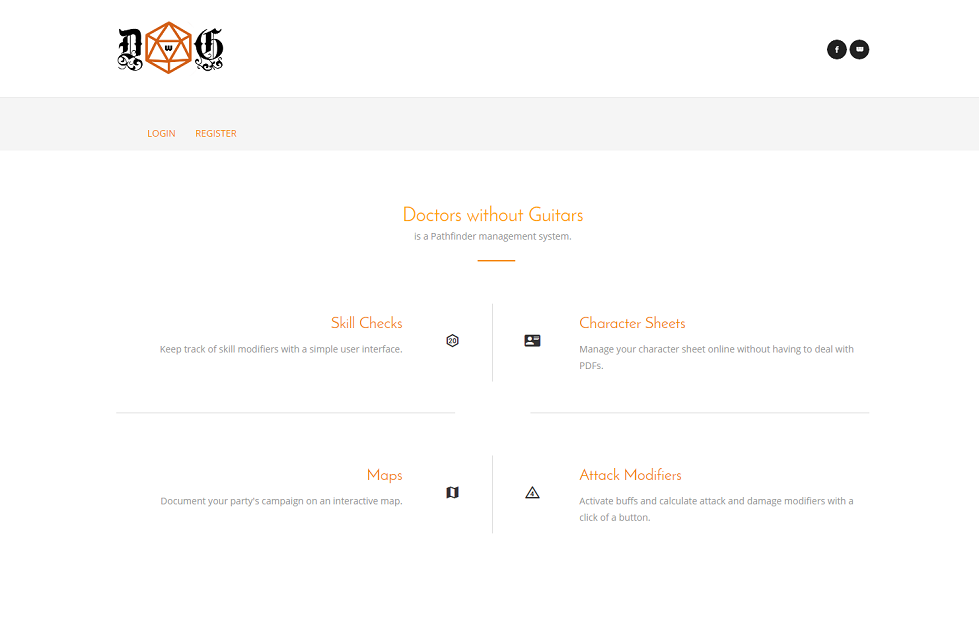 D w G
f
LOGIN REGISTER
Doctors without Guitars
is a Pathfinder management system.
Skill Checks
Keep track of skill modifiers with a simple user interface.
20
Character Sheets
Manage your character sheet online without having to deal with
PDFs.
Maps
Document your party's campaign on an interactive map.
4
Attack Modifiers
Activate buffs and calculate attack and damage modifiers with a
click of a button.